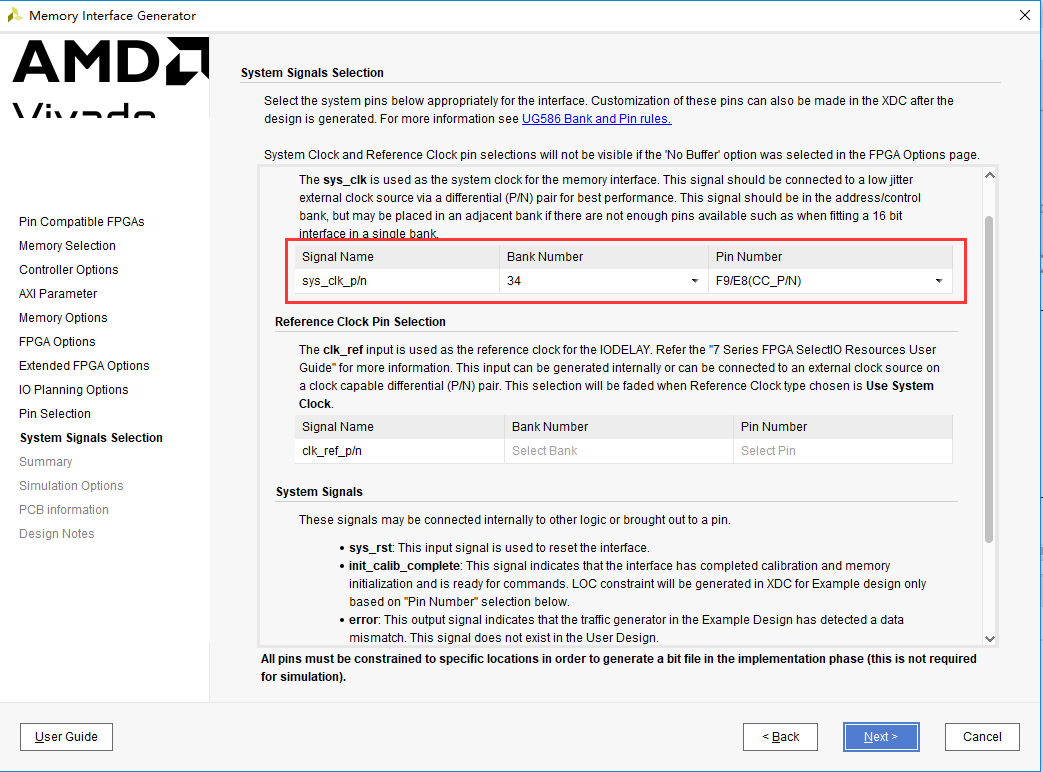 Memory Interface Generator
AMD
Vivado
Pin Compatible FPGAs
Memory Selection
Controller Options
AXI Parameter
Memory Options
FPGA Options
Extended FPGA Options
IO Planning Options
Pin Selection
System Signals Selection
Summary
Simulation Options
PCB information
Design Notes
System Signals Selection
Select the system pins below appropriately for the interface. Customization of these pins can also be made in the XDC after the
design is generated. For more information see UG586 Bank and Pin rules.
System Clock and Reference Clock pin selections will not be visible if the 'No Buffer' option was selected in the FPGA Options page.
The sys_clk is used as the system clock for the memory interface. This signal should be connected to a low jitter
external clock source via a differential (P/N) pair for best performance. This signal should be in the address/control
bank, but may be placed in an adjacent bank if there are not enough pins available such as when fitting a 16 bit
interface in a single bank.
Signal Name Bank Number Pin Number
sys_clk_p/n 34 F9/E8(CC_P/N)
Reference Clock Pin Selection
The clk_ref input is used as the reference clock for the IODELAY. Refer the "7 Series FPGA SelectIO Resources User
Guide" for more information. This input can be generated internally or can be connected to an external clock source on
a clock capable differential (P/N) pair. This selection will be faded when Reference Clock type chosen is Use System
Clock.
Signal Name Bank Number Pin Number
clk_ref_p/n Select Bank Select Pin
System Signals
These signals may be connected internally to other logic or brought out to a pin.
• sys_rst: This input signal is used to reset the interface.
• init_calib_complete: This signal indicates that the interface has completed calibration and memory
initialization and is ready for commands. LOC constraint will be generated in XDC for Example design only
based on "Pin Number" selection below.
• error: This output signal indicates that the traffic generator in the Example Design has detected a data
mismatch. This signal does not exist in the User Design.
All pins must be constrained to specific locations in order to generate a bit file in the implementation phase (this is not required
for simulation).
User Guide
< Back
Next >
Cancel